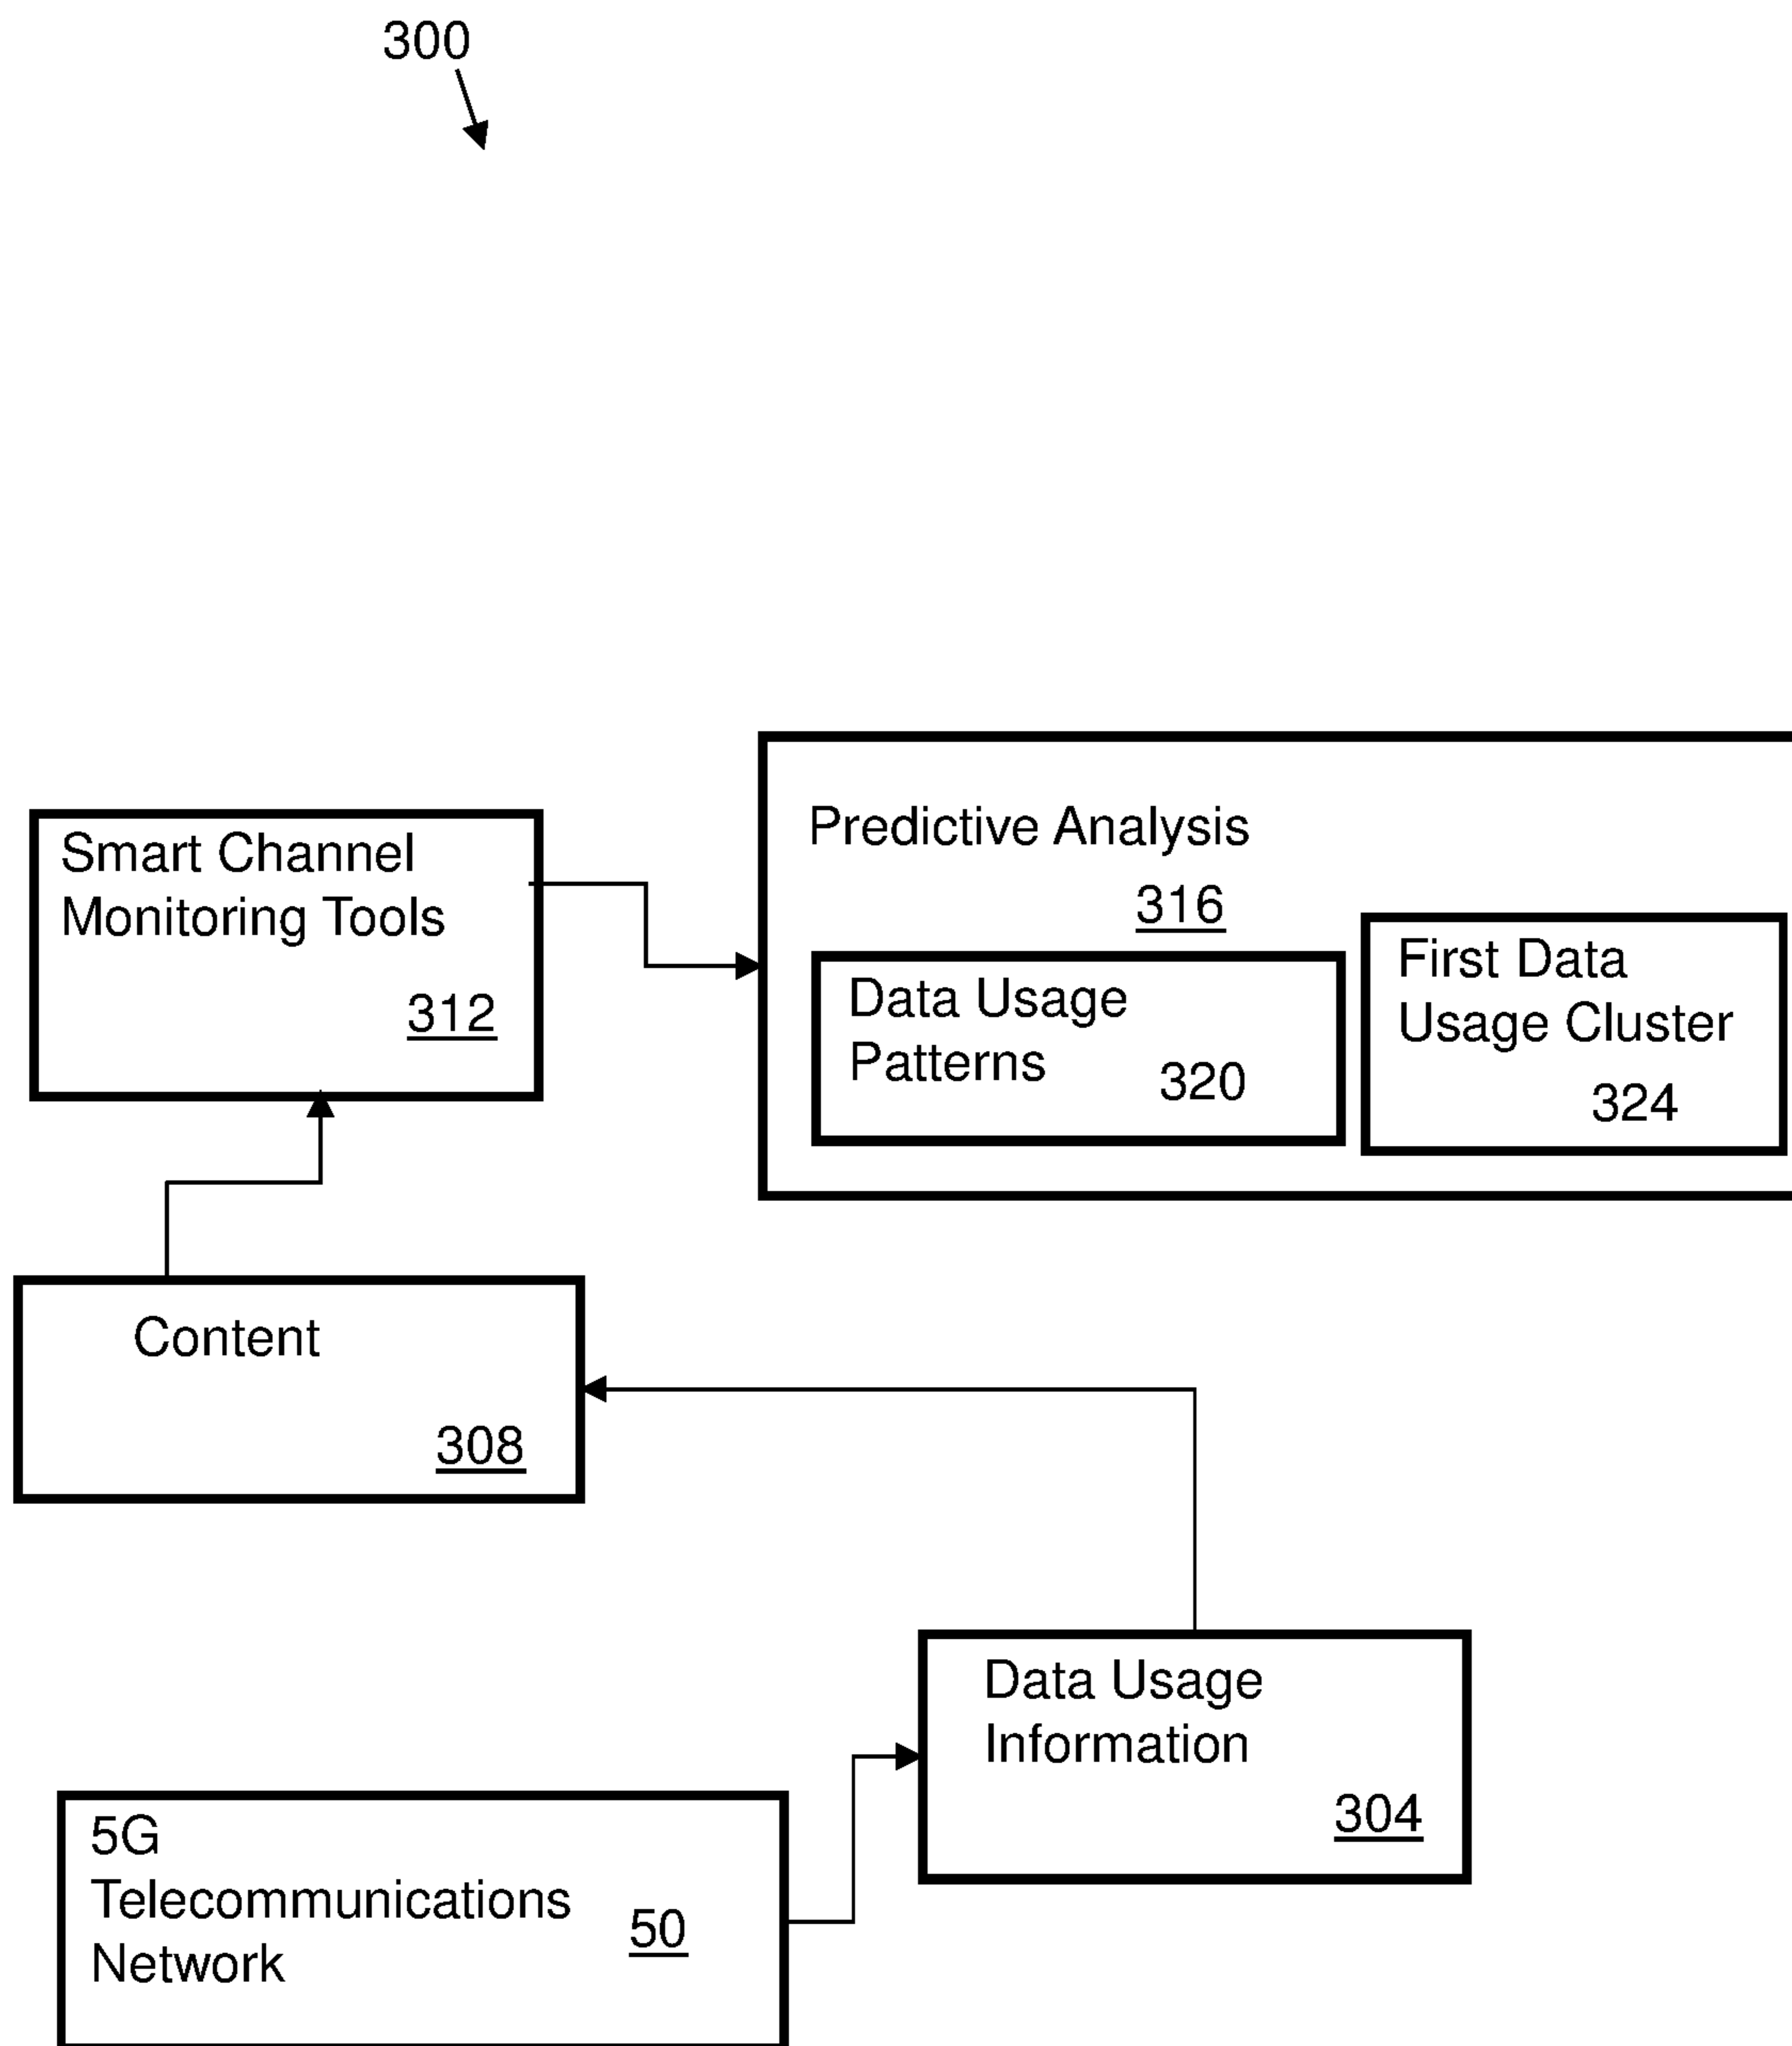 300
Smart Channel
Monitoring Tools
312
Predictive Analysis
316
Data Usage
Patterns
320
First Data
Usage Cluster
324
Content
308
Data Usage
Information
304
5G
Telecommunications
Network
50